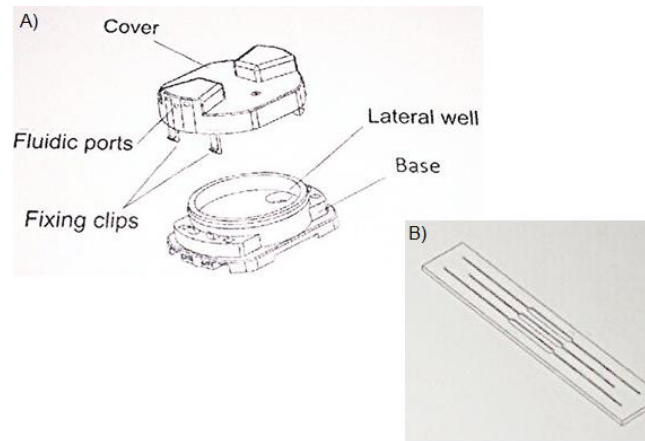 A)
Cover
Fluidic ports
Lateral well
Base
Fixing clips
B)